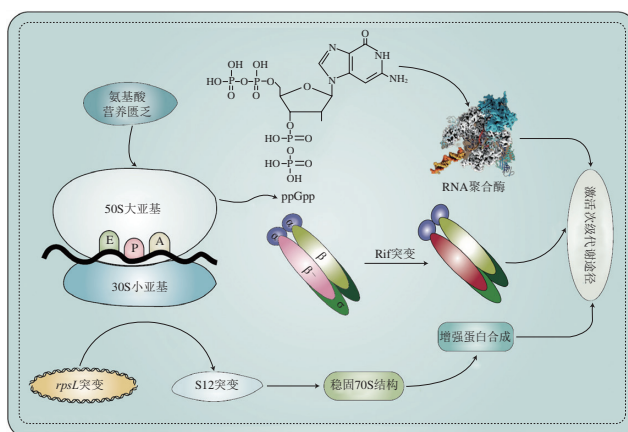 氨基酸
营养匮乏
50S大亚基
E
P
A
30S小亚基
rpsL突变
S12突变
稳固70S结构
增强蛋白合成
激活次级代谢途径
RNA聚合酶
Rif突变
ppGpp
α
α
β
β
O
NH
NH₂
N
N
N
O
OH
OH
HO
P
O
P
O
O
O
O
HO
P
O
O
P
O
OH
OH